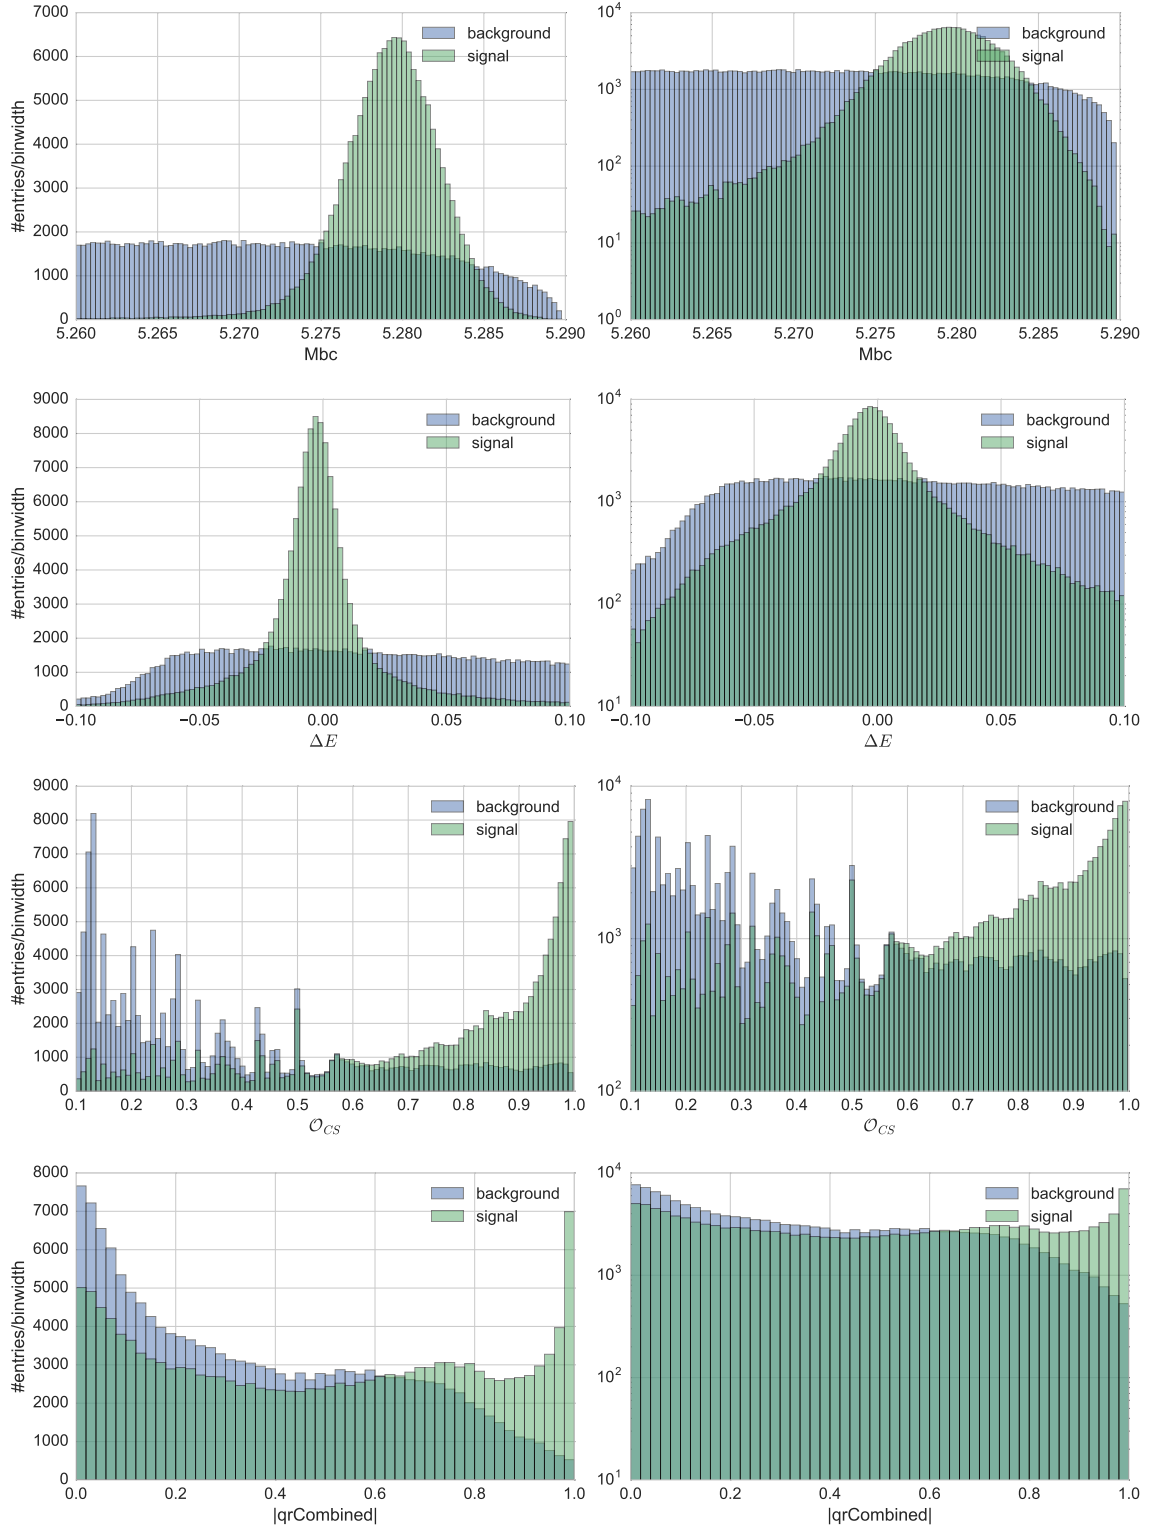 7000
6000
5000
4000
3000
2000
1000
0
#entries/binwidth
background
signal
5.260 5.265 5.270 5.275 5.280 5.285 5.290
Mbc
10^4
10^3
10^2
10^1
10^0
background
signal
5.260 5.265 5.270 5.275 5.280 5.285 5.290
Mbc
9000
8000
7000
6000
5000
4000
3000
2000
1000
0
#entries/binwidth
background
signal
−0.10 −0.05 0.00 0.05 0.10
ΔE
10^4
10^3
10^2
10^1
background
signal
−0.10 −0.05 0.00 0.05 0.10
ΔE
9000
8000
7000
6000
5000
4000
3000
2000
1000
0
#entries/binwidth
background
signal
0.1 0.2 0.3 0.4 0.5 0.6 0.7 0.8 0.9 1.0
𝒪_CS
10^4
10^3
10^2
background
signal
0.1 0.2 0.3 0.4 0.5 0.6 0.7 0.8 0.9 1.0
𝒪_CS
8000
7000
6000
5000
4000
3000
2000
1000
0
#entries/binwidth
background
signal
0.0 0.2 0.4 0.6 0.8 1.0
|qrCombined|
10^4
10^3
10^2
10^1
background
signal
0.0 0.2 0.4 0.6 0.8 1.0
|qrCombined|